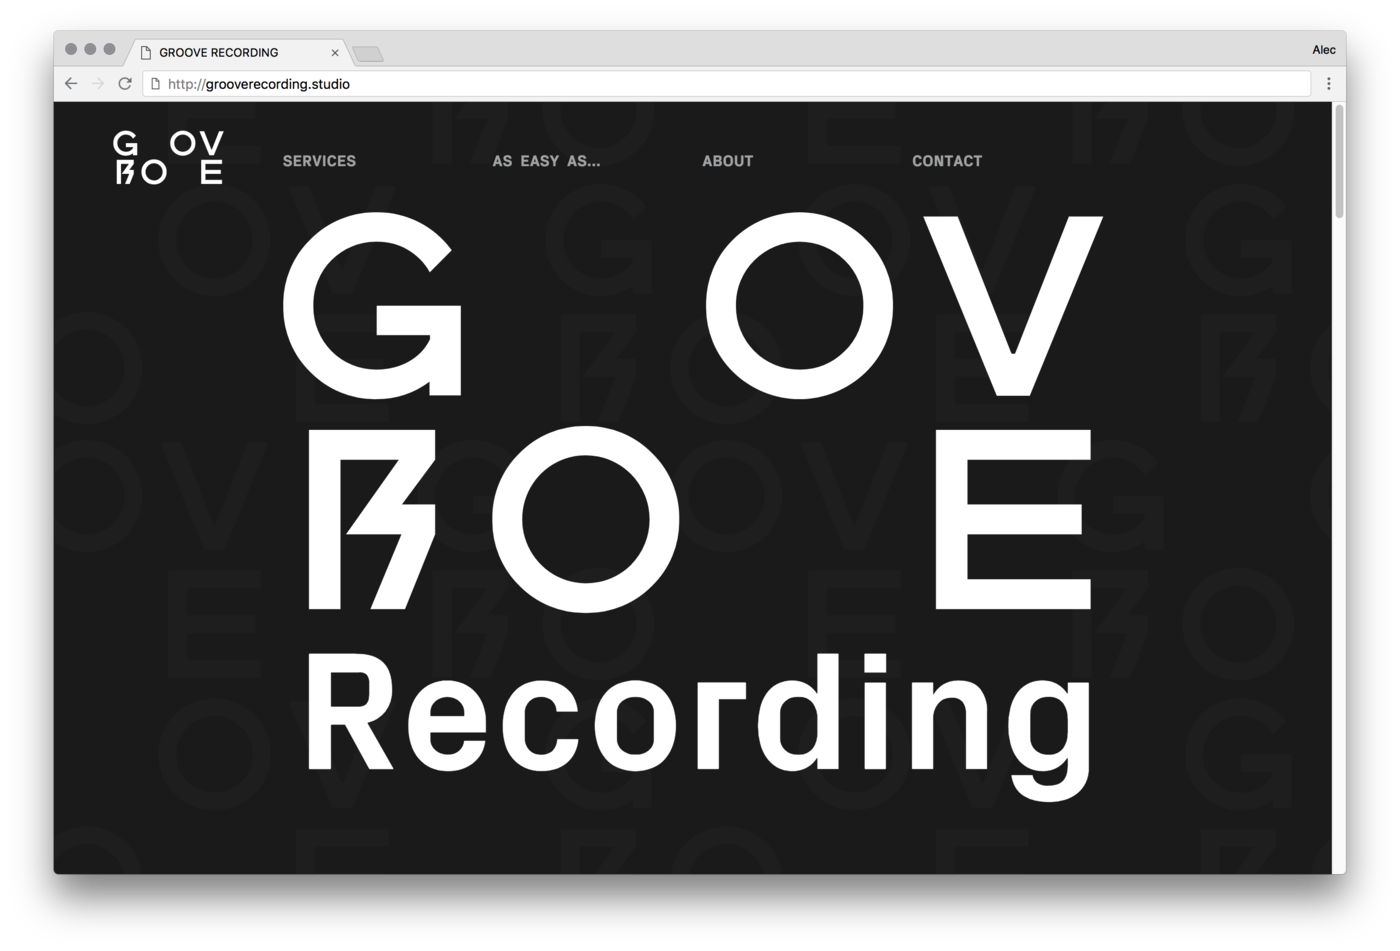 GROOVE RECORDING
Alec
http://grooverecording.studio
G OV
RO E
SERVICES
AS EASY AS...
ABOUT
CONTACT
G OV
RO E
Recording